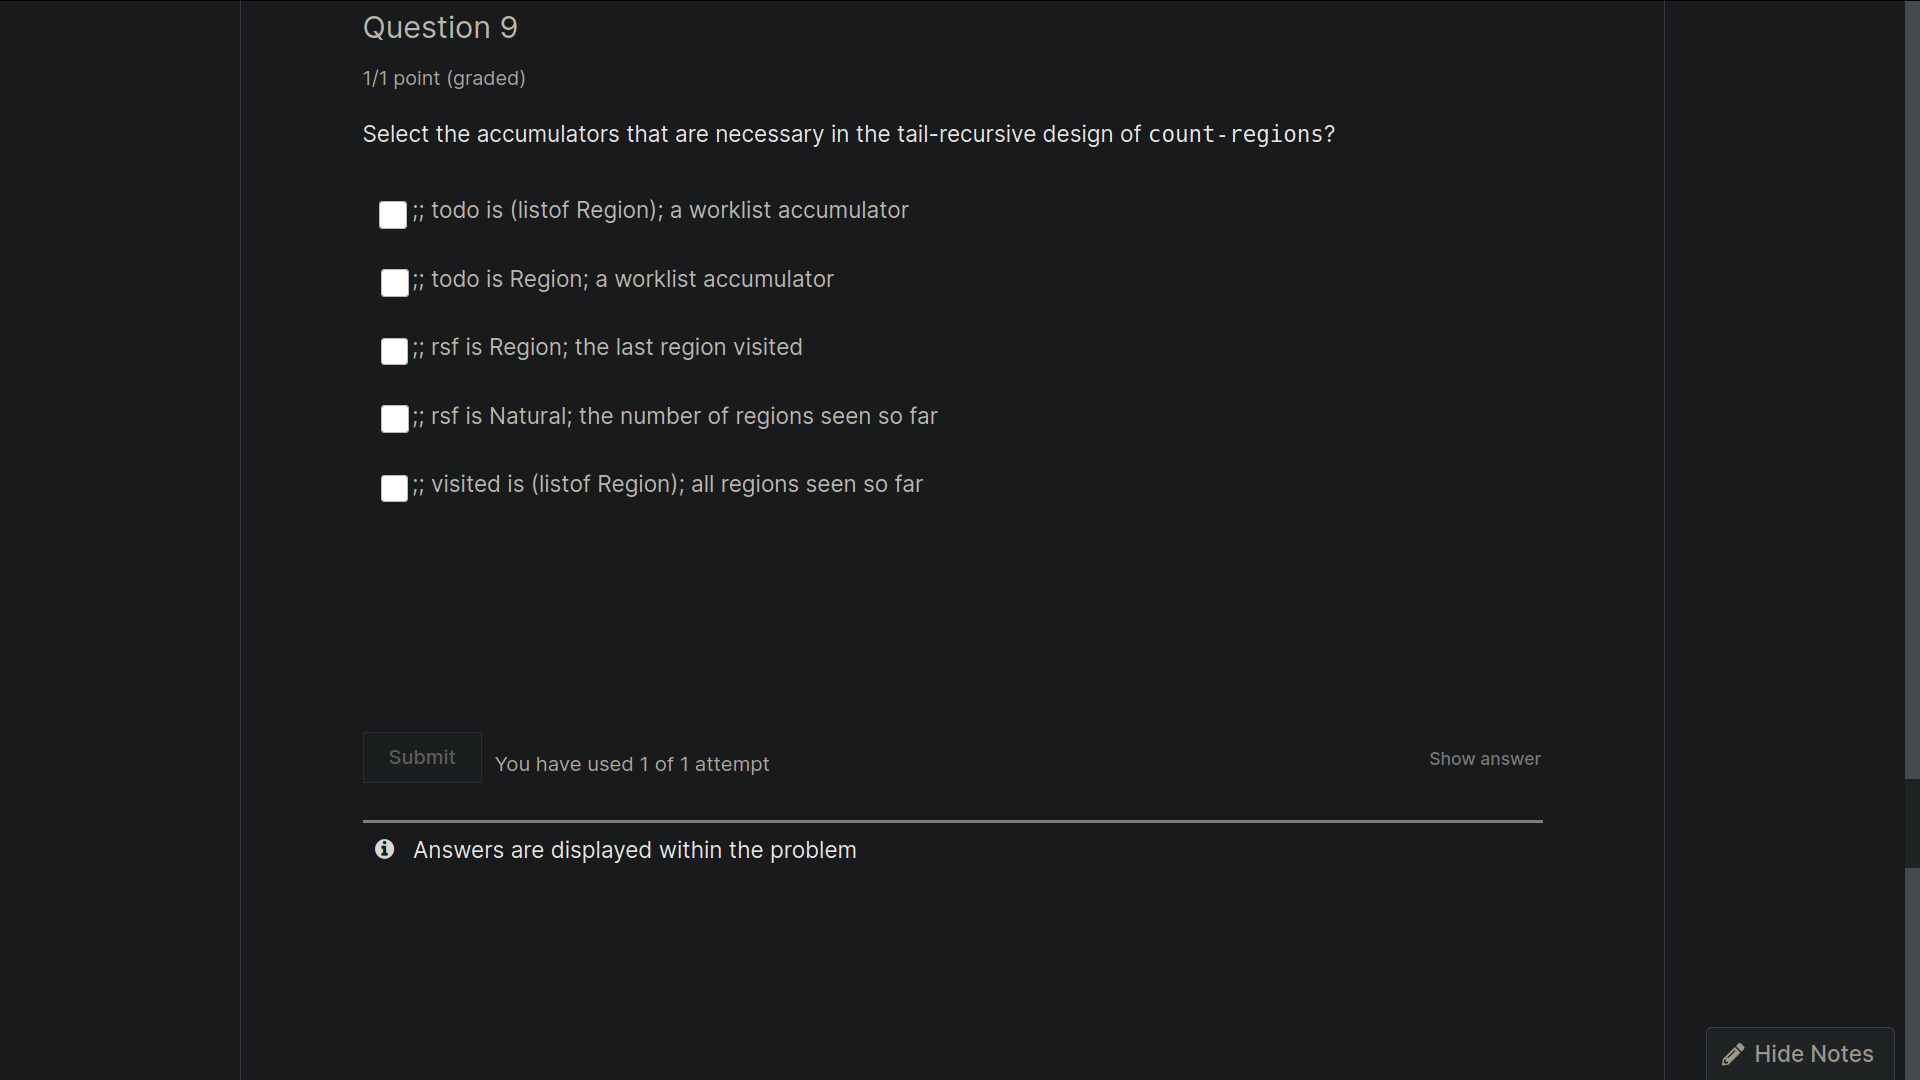 Question 9
1/1 point (graded)
Select the accumulators that are necessary in the tail-recursive design of count-regions?
;; todo is (listof Region); a worklist accumulator
;; todo is Region; a worklist accumulator
;; rsf is Region; the last region visited
;; rsf is Natural; the number of regions seen so far
;; visited is (listof Region); all regions seen so far
Submit
You have used 1 of 1 attempt
Show answer
Answers are displayed within the problem
Hide Notes